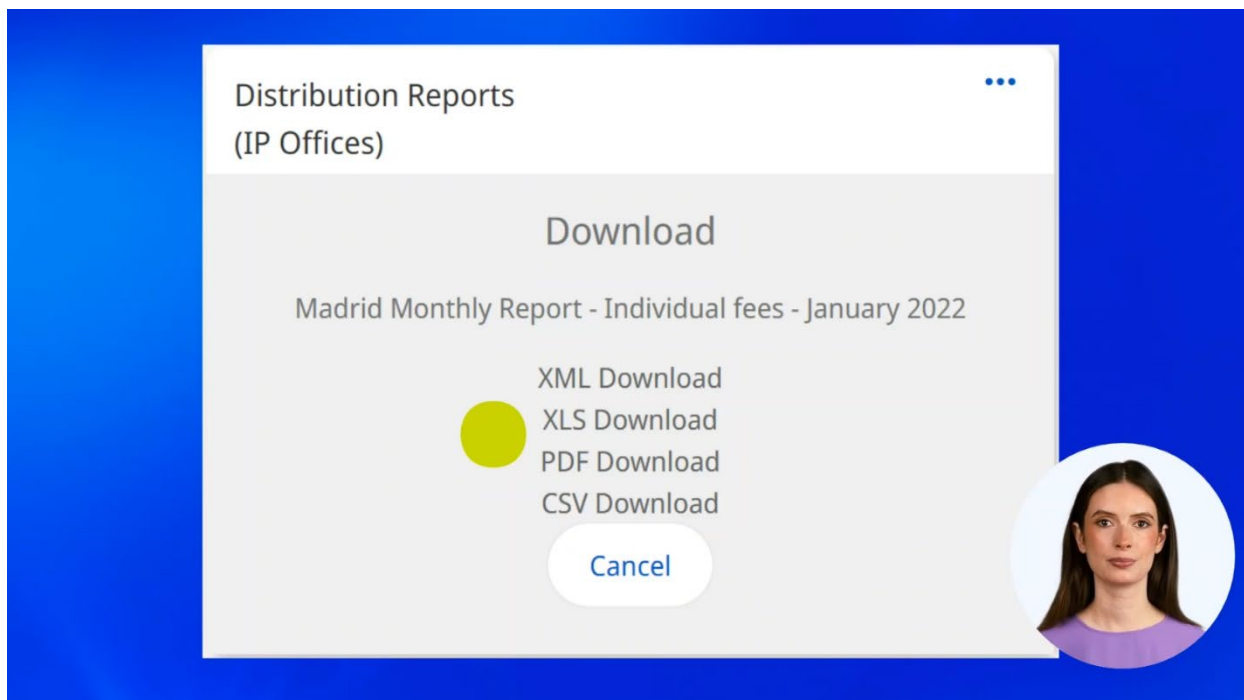 Distribution Reports
(IP Offices)
Download
Madrid Monthly Report - Individual fees - January 2022
XML Download
XLS Download
PDF Download
CSV Download
Cancel